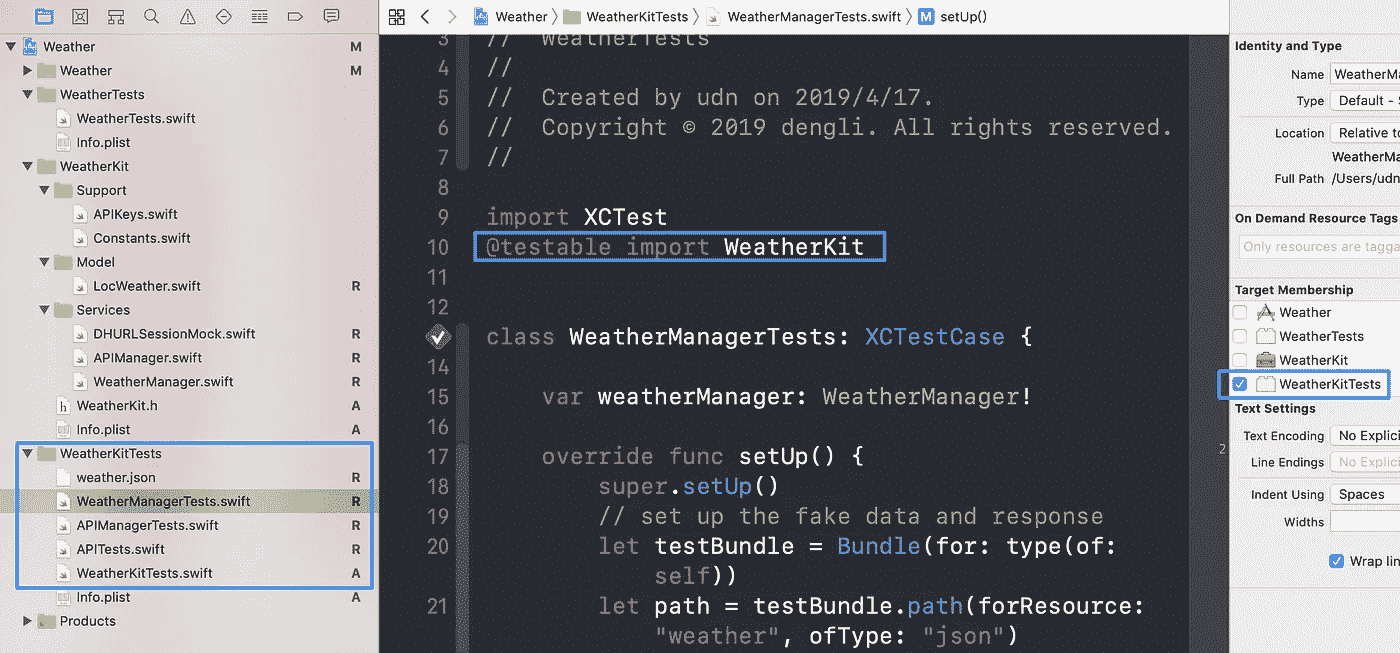 Weather M
Weather M
WeatherTests
WeatherTests.swift
Info.plist
WeatherKit
Support
APIKeys.swift
Constants.swift
Model
LocWeather.swift R
Services
DHURLSessionMock.swift R
APIManager.swift R
WeatherManager.swift R
WeatherKit.h A
Info.plist A
WeatherKitTests
weather.json R
WeatherManagerTests.swift R
APIManagerTests.swift R
APITests.swift R
WeatherKitTests.swift A
Info.plist A
Products
Weather WeatherKitTests WeatherManagerTests.swift M setUp()
3 // WeatherTests
4 //
5 // Created by udn on 2019/4/17.
6 // Copyright © 2019 dengli. All rights reserved.
7 //
8
9 import XCTest
10 @testable import WeatherKit
11
12
class WeatherManagerTests: XCTestCase {
14
15 var weatherManager: WeatherManager!
16
17 override func setUp() {
18 super.setUp()
19 // set up the fake data and response
20 let testBundle = Bundle(for: type(of:
self))
21 let path = testBundle.path(forResource:
"weather", ofType: "json")
2
Identity and Type
Name WeatherMa
Type Default -
Location Relative to
WeatherMa
Full Path /Users/udn
On Demand Resource Tags
Only resources are tagga
Target Membership
Weather
WeatherTests
WeatherKit
WeatherKitTests
Text Settings
Text Encoding No Explici
Line Endings No Explici
Indent Using Spaces
Widths
Wrap lin